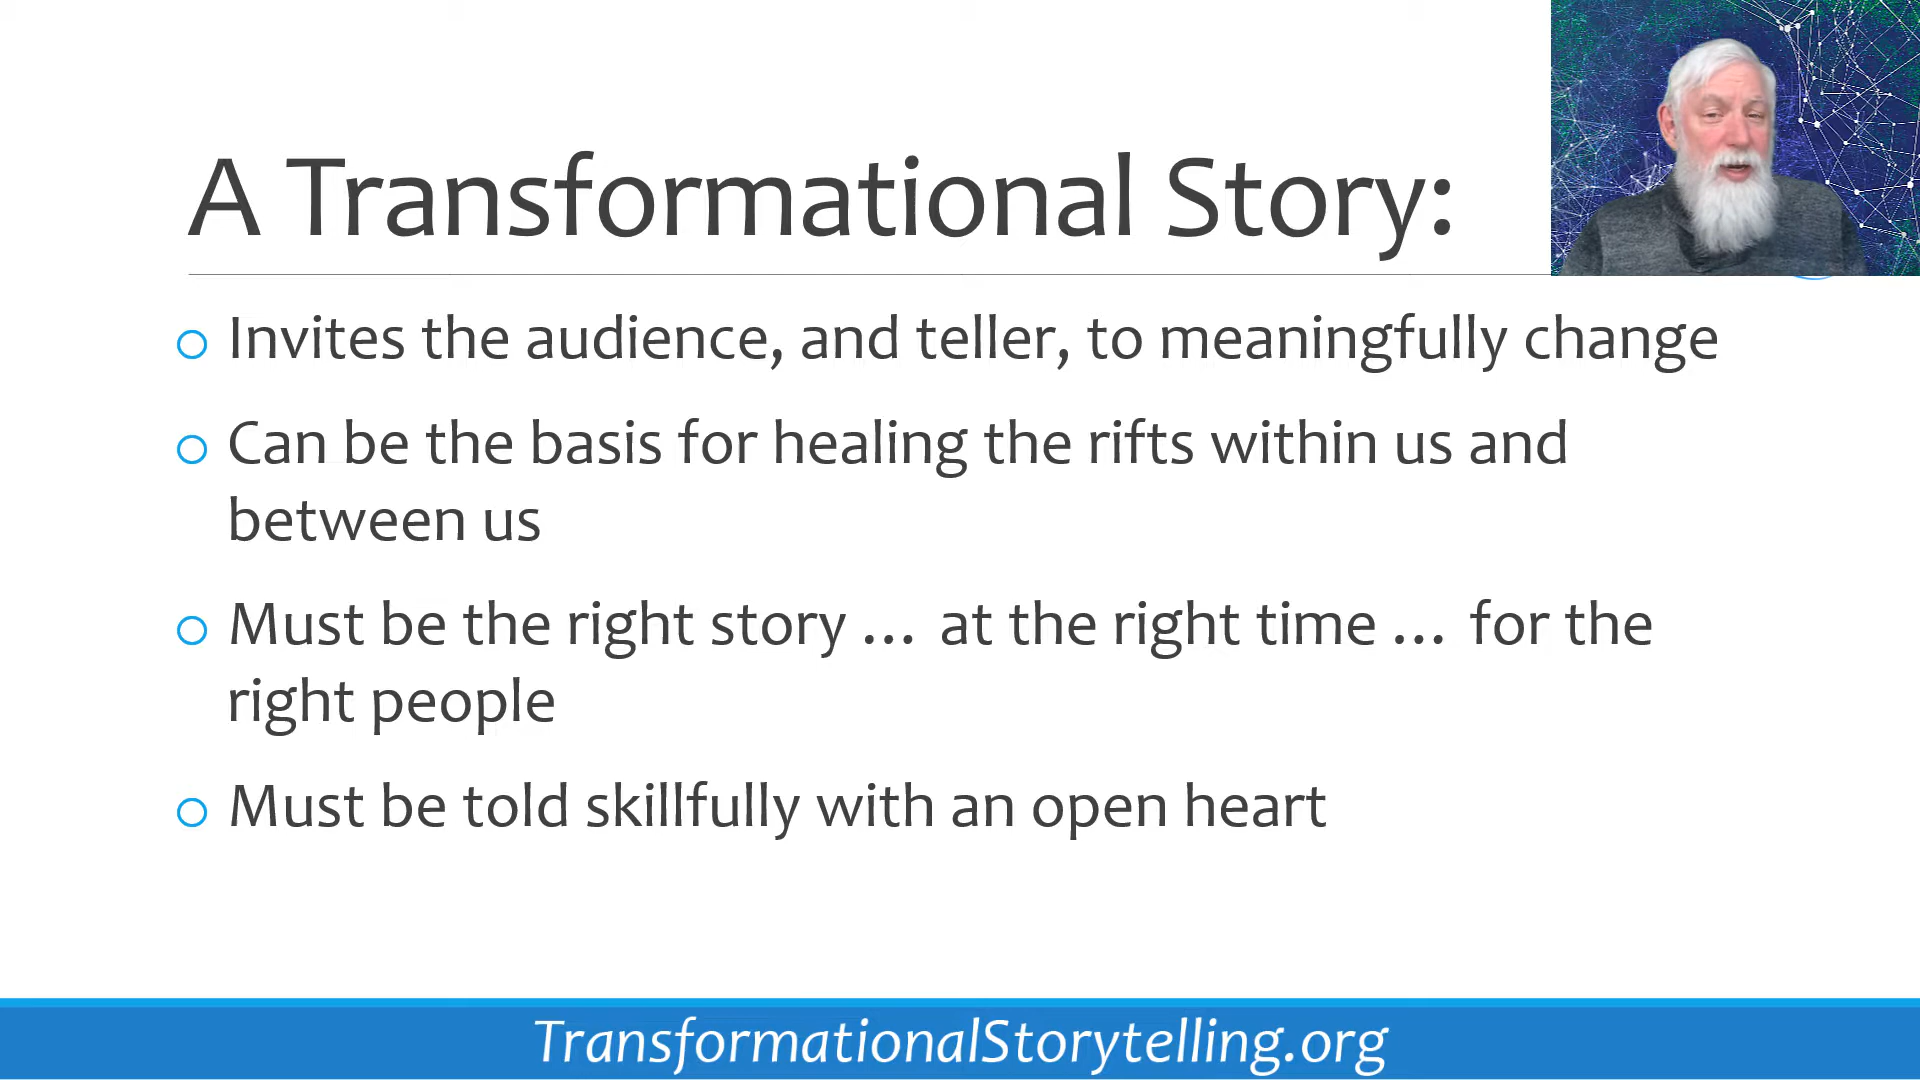 A Transformational Story:
Invites the audience, and teller, to meaningfully change
Can be the basis for healing the rifts within us and
between us
Must be the right story … at the right time … for the
right people
Must be told skillfully with an open heart
TransformationalStorytelling.org